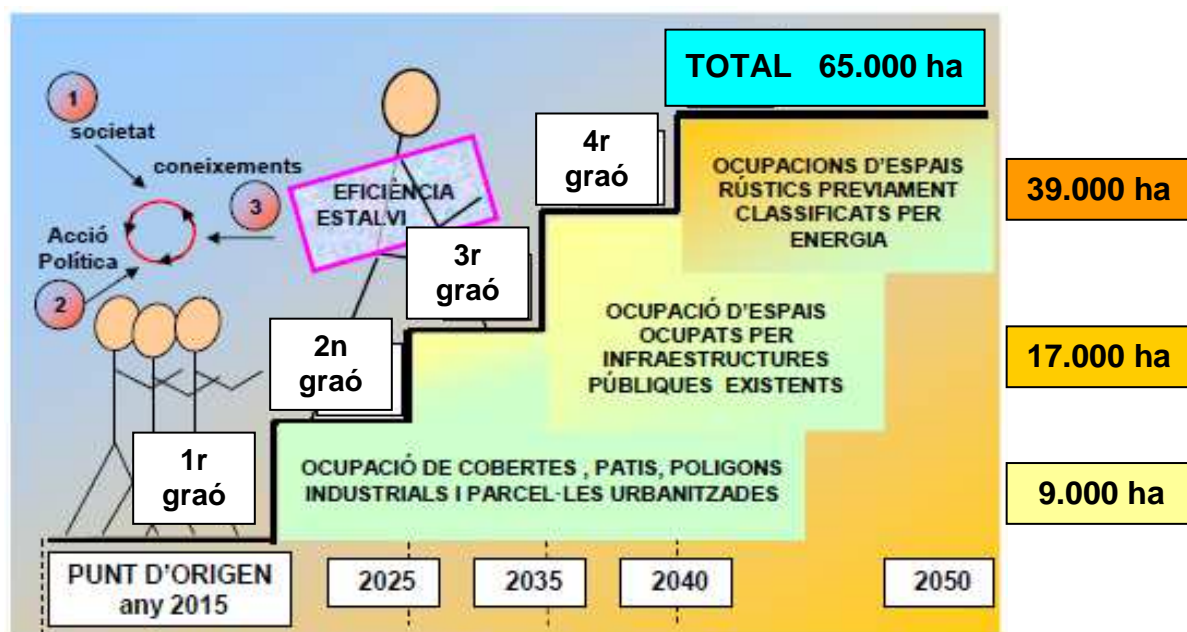 TOTAL 65.000 ha
1
societat
coneixements
3
Acció
Política
2
EFICIÈNCIA
ESTALVI
4r
graó
3r
graó
2n
graó
1r
graó
OCUPACIONS D'ESPAIS
RÚSTICS PREVIAMENT
CLASSIFICATS PER
ENERGIA
39.000 ha
OCUPACIÓ D'ESPAIS
OCUPATS PER
INFRAESTRUCTURES
PÚBLIQUES EXISTENTS
17.000 ha
OCUPACIÓ DE COBERTES , PATIS, POLIGONS
INDUSTRIALS I PARCEL·LES URBANITZADES
9.000 ha
PUNT D'ORIGEN
any 2015
2025
2035
2040
2050